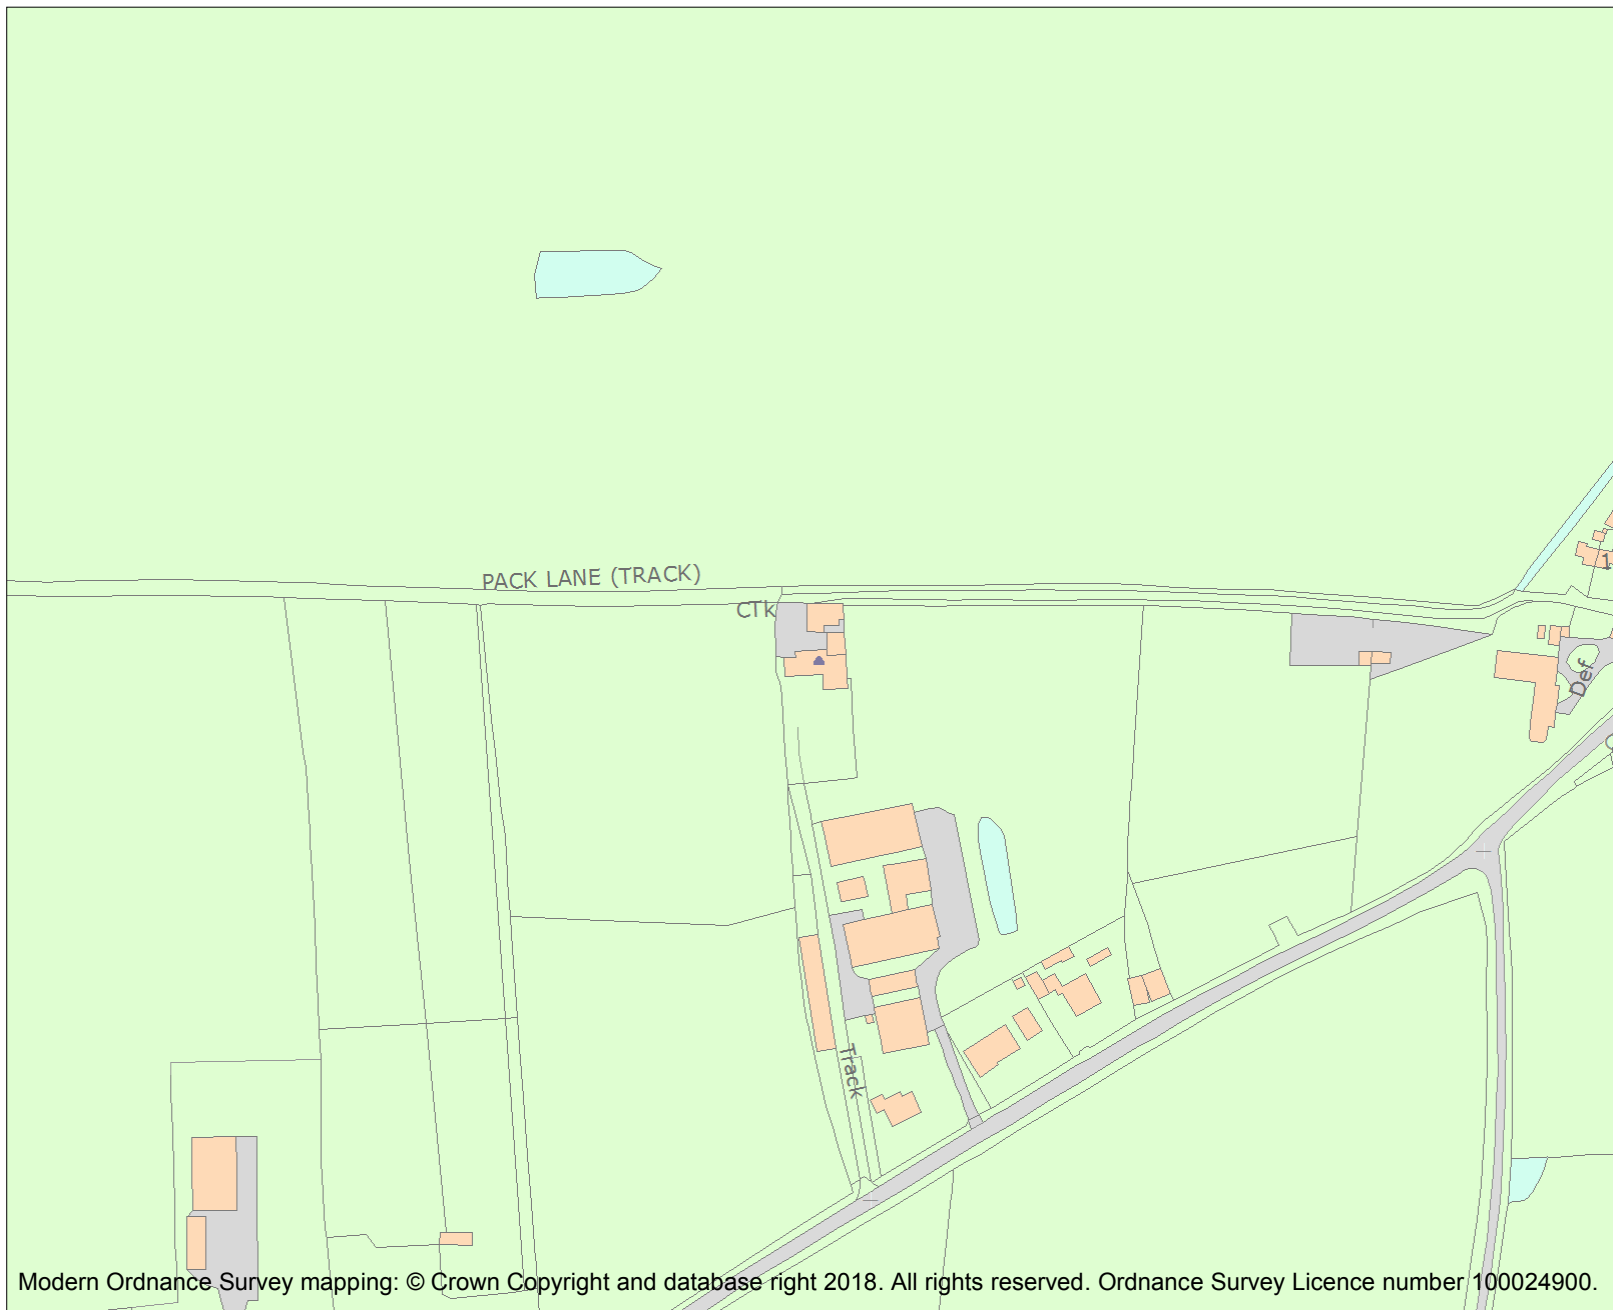 PACK LANE (TRACK)
CTk
1
Def
Track
Modern Ordnance Survey mapping: © Crown Copyright and database right 2018. All rights reserved. Ordnance Survey Licence number 100024900.